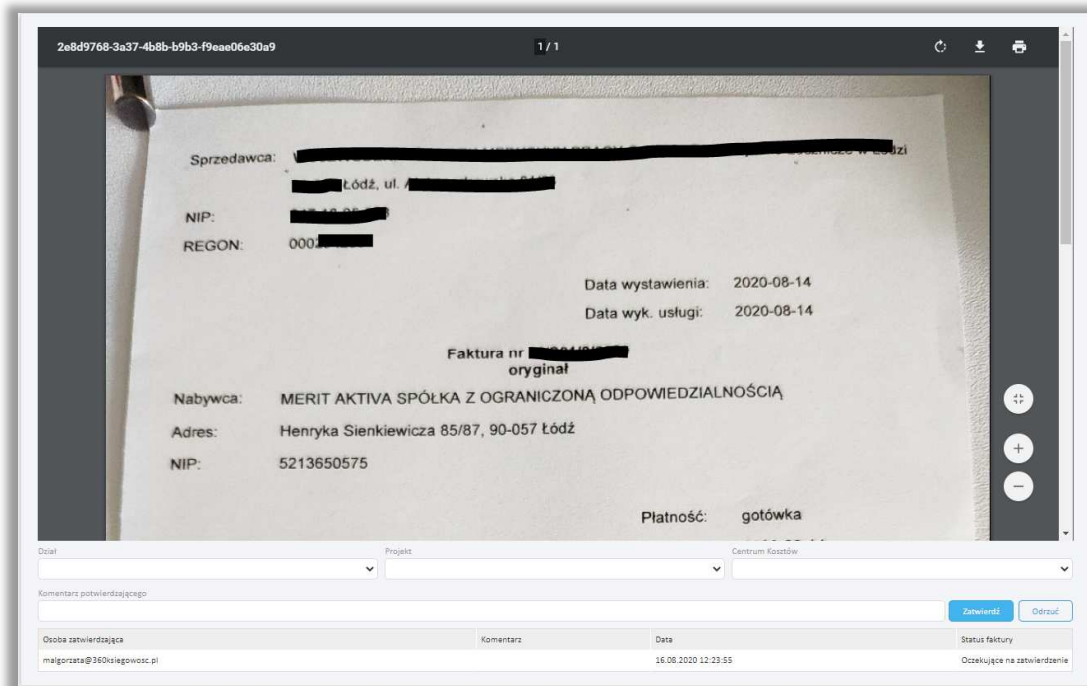 2e8d9768-3a37-4b8b-b9b3-f9eae06e30a9 1 / 1
Sprzedawca: w Łodzi
Łódź, ul.
NIP:
REGON: 000
Data wystawienia: 2020-08-14
Data wyk. usługi: 2020-08-14
Faktura nr
oryginał
Nabywca: MERIT AKTIVA SPÓŁKA Z OGRANICZONĄ ODPOWIEDZIALNOŚCIĄ
Adres: Henryka Sienkiewicza 85/87, 90-057 Łódź
NIP: 5213650575
Płatność: gotówka
Dział Projekt Centrum Kosztów
Komentarz potwierdzającego
Zatwierdź Odrzuć
Osoba zatwierdzająca Komentarz Data Status faktury
malgorzata@360ksiegowosc.pl 16.08.2020 12:23:55 Oczekujące na zatwierdzenie